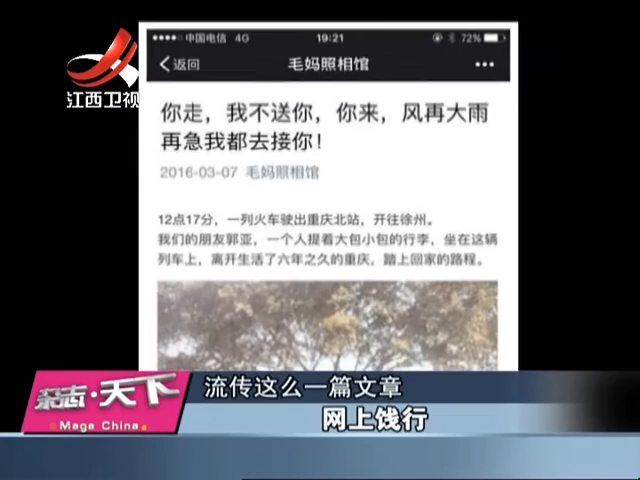 中国电信 4G 19:21 72%
返回 毛妈照相馆
江西卫视
你走，我不送你，你来，风再大雨
再急我都去接你！
2016-03-07 毛妈照相馆
12点17分，一列火车驶出重庆北站，开往徐州。
我们的朋友郭亚，一个人提着大包小包的行李，坐在这辆
列车上，离开生活了六年之久的重庆，踏上回家的路程。
流传这么一篇文章
杂志·天下
Maga China
网上饯行